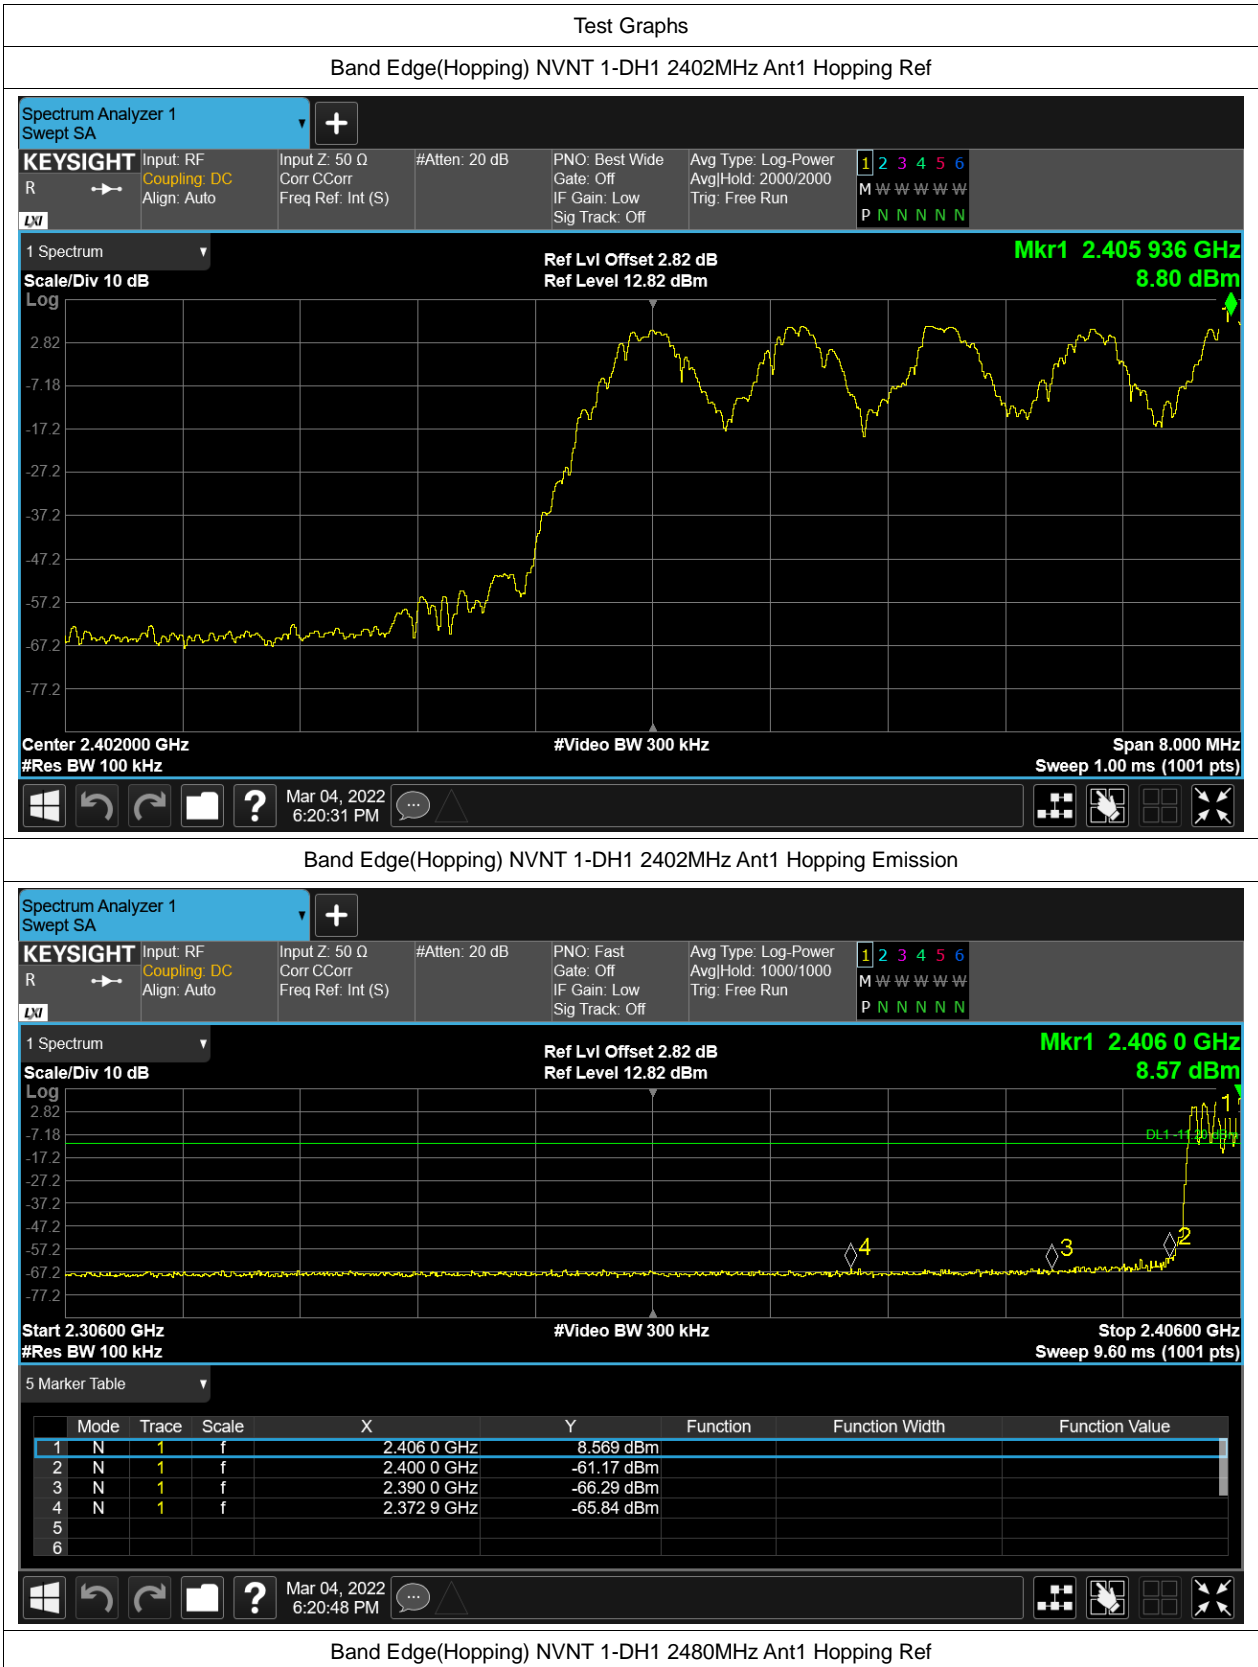 Test Graphs
Band Edge(Hopping) NVNT 1-DH1 2402MHz Ant1 Hopping Ref
Spectrum Analyzer 1
Swept SA
KEYSIGHT Input: RF Input Z: 50 Ω #Atten: 20 dB PNO: Best Wide Avg Type: Log-Power 1 2 3 4 5 6
R Coupling: DC Corr CCorr Gate: Off Avg|Hold: 2000/2000 M W W W W W
Align: Auto Freq Ref: Int (S) IF Gain: Low Trig: Free Run
LXI Sig Track: Off P N N N N N
1 Spectrum Ref Lvl Offset 2.82 dB Mkr1 2.405 936 GHz
Scale/Div 10 dB Ref Level 12.82 dBm 8.80 dBm
Log
1
2.82
-7.18
-17.2
-27.2
-37.2
-47.2
-57.2
-67.2
-77.2
Center 2.402000 GHz #Video BW 300 kHz Span 8.000 MHz
#Res BW 100 kHz Sweep 1.00 ms (1001 pts)
? Mar 04, 2022
6:20:31 PM
Band Edge(Hopping) NVNT 1-DH1 2402MHz Ant1 Hopping Emission
Spectrum Analyzer 1
Swept SA
KEYSIGHT Input: RF Input Z: 50 Ω #Atten: 20 dB PNO: Fast Avg Type: Log-Power 1 2 3 4 5 6
R Coupling: DC Corr CCorr Gate: Off Avg|Hold: 1000/1000 M W W W W W
Align: Auto Freq Ref: Int (S) IF Gain: Low Trig: Free Run
LXI Sig Track: Off P N N N N N
1 Spectrum Ref Lvl Offset 2.82 dB Mkr1 2.406 0 GHz
Scale/Div 10 dB Ref Level 12.82 dBm 8.57 dBm
Log
1
2.82
-7.18 DL1 -11.20 dBm
-17.2
-27.2
-37.2
-47.2
-57.2 4 3 2
-67.2
-77.2
Start 2.30600 GHz #Video BW 300 kHz Stop 2.40600 GHz
#Res BW 100 kHz Sweep 9.60 ms (1001 pts)
5 Marker Table
Mode Trace Scale X Y Function Function Width Function Value
1 N 1 f 2.406 0 GHz 8.569 dBm
2 N 1 f 2.400 0 GHz -61.17 dBm
3 N 1 f 2.390 0 GHz -66.29 dBm
4 N 1 f 2.372 9 GHz -65.84 dBm
5
6
? Mar 04, 2022
6:20:48 PM
Band Edge(Hopping) NVNT 1-DH1 2480MHz Ant1 Hopping Ref